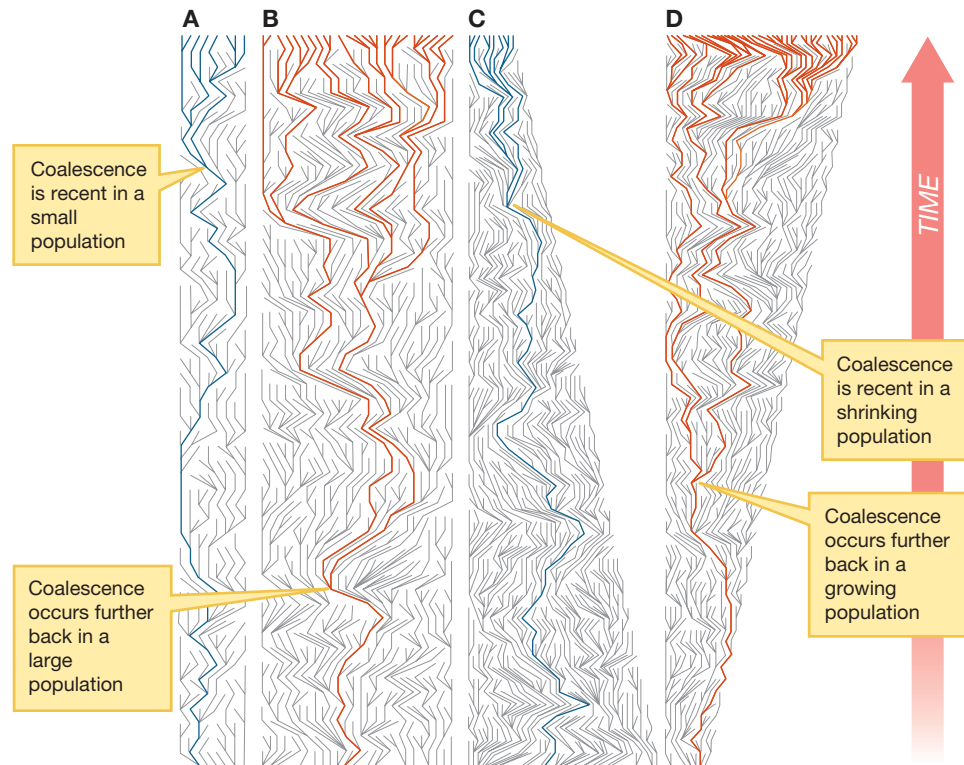 A
B
C
D
Coalescence
is recent in a
small
population
TIME
Coalescence
is recent in a
shrinking
population
Coalescence
occurs further
back in a
growing
population
Coalescence
occurs further
back in a
large
population